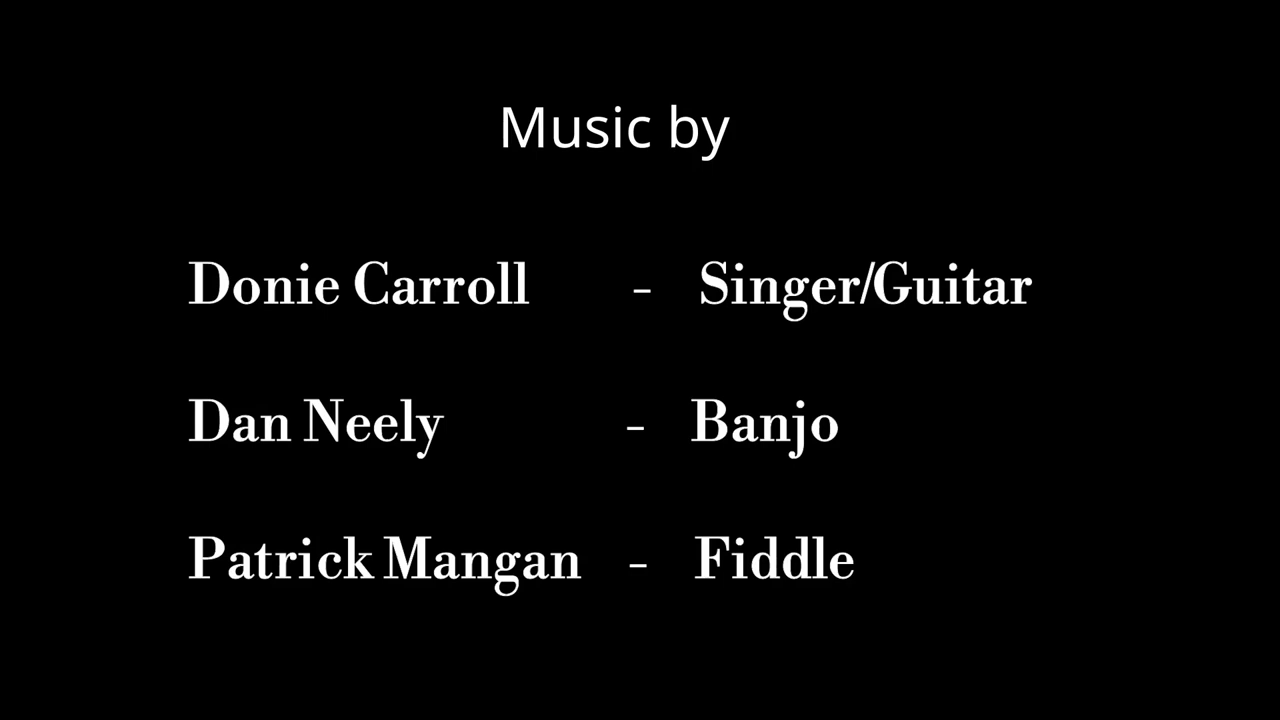 Music by
Donie Carroll - Singer/Guitar
Dan Neely - Banjo
Patrick Mangan - Fiddle